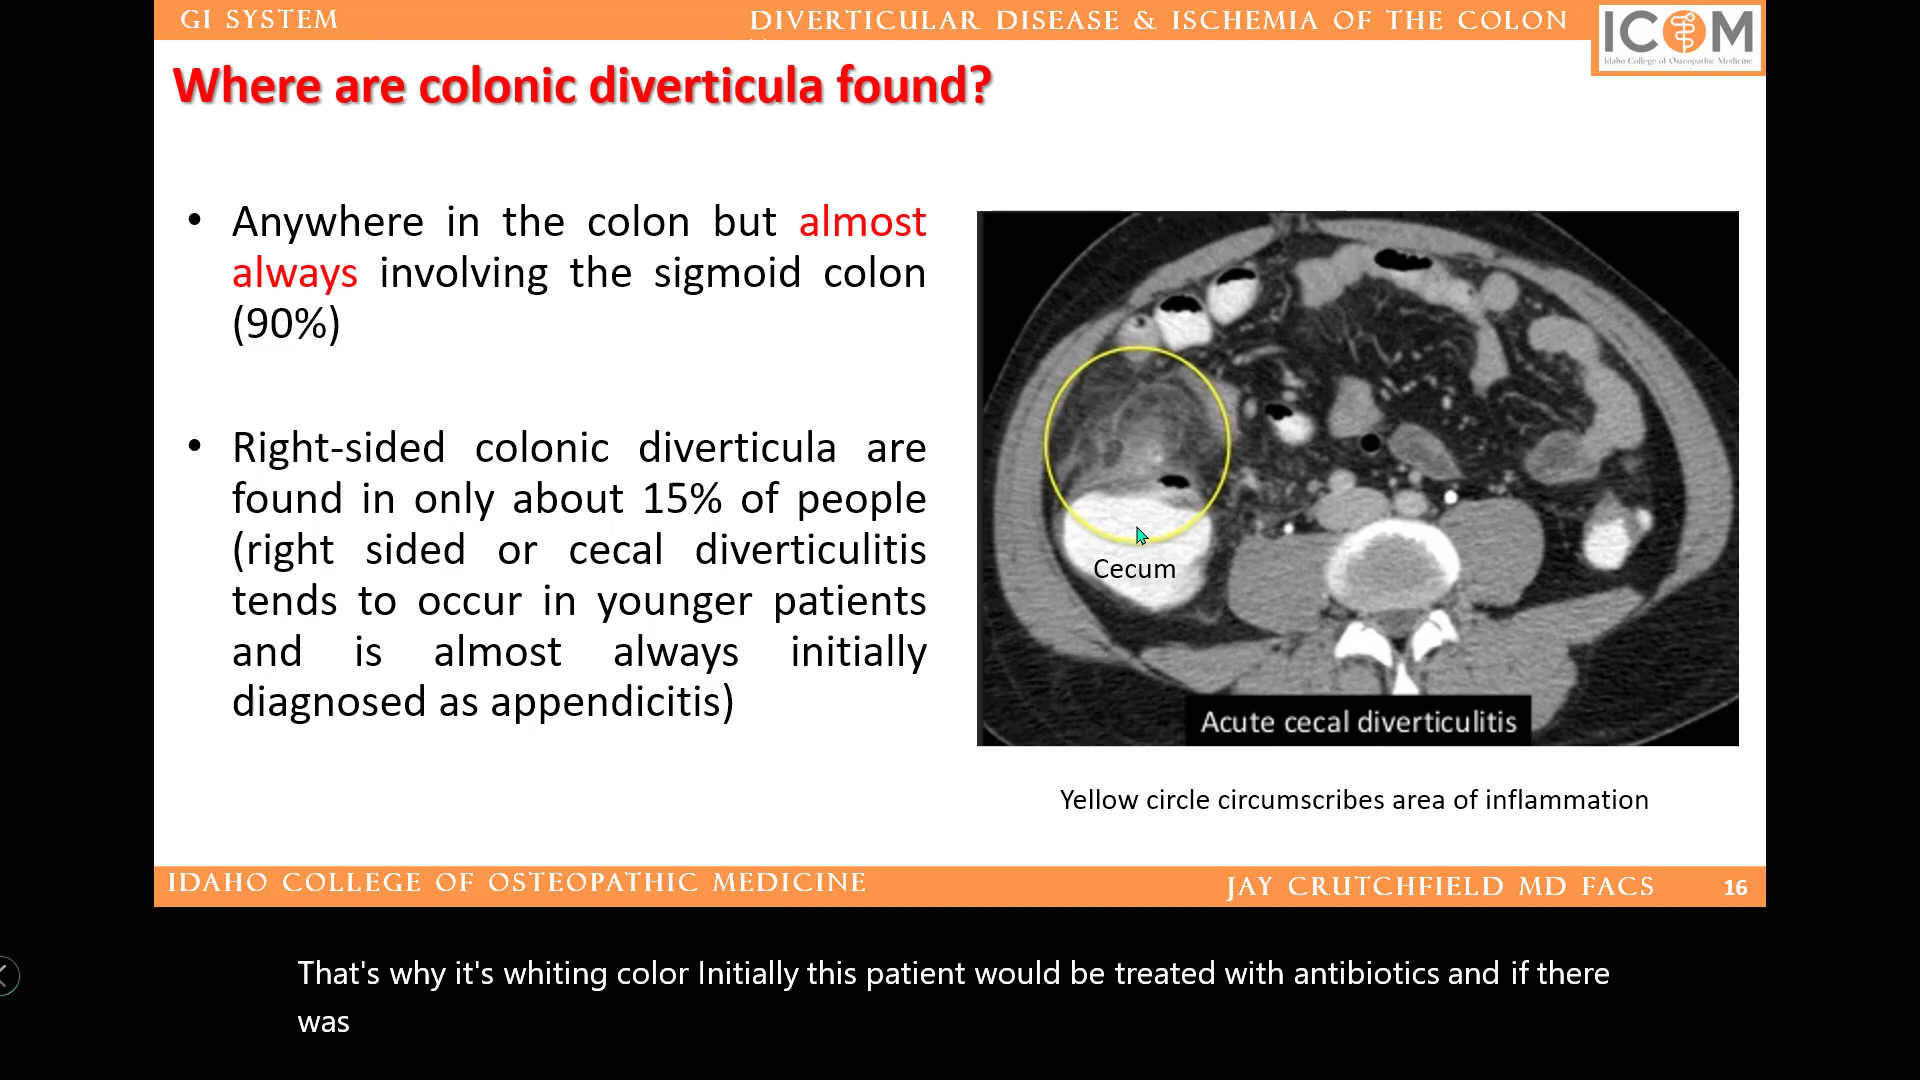 GI SYSTEM
DIVERTICULAR DISEASE & ISCHEMIA OF THE COLON
ICOM
Idaho College of Osteopathic Medicine
Where are colonic diverticula found?
• Anywhere in the colon but almost
always involving the sigmoid colon
(90%)
• Right-sided colonic diverticula are
found in only about 15% of people
(right sided or cecal diverticulitis
tends to occur in younger patients
and is almost always initially
diagnosed as appendicitis)
Cecum
Acute cecal diverticulitis
Yellow circle circumscribes area of inflammation
IDAHO COLLEGE OF OSTEOPATHIC MEDICINE
JAY CRUTCHFIELD MD FACS
16
That's why it's whiting color Initially this patient would be treated with antibiotics and if there
was